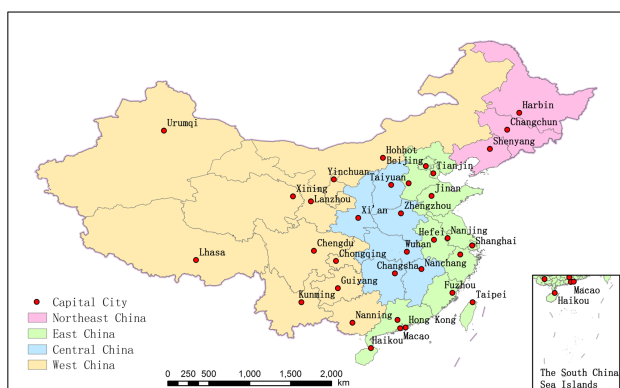 Harbin
Changchun
Urumqi
Shenyang
Hohhot
Beijing
Tianjin
Yinchuan
Taiyuan
Xining
Jinan
Lanzhou
Zhengzhou
Xi'an
Nanjing
Hefei
Shanghai
Chengdu
Wuhan
Lhasa
Chongqing
Nanchang
Changsha
Guiyang
Fuzhou
Kunming
Taipei
Nanning
Hong Kong
Macao
Haikou
Capital City
Northeast China
East China
Central China
West China
0 250 500 1,000 1,500 2,000
km
Macao
Haikou
The South China
Sea Islands